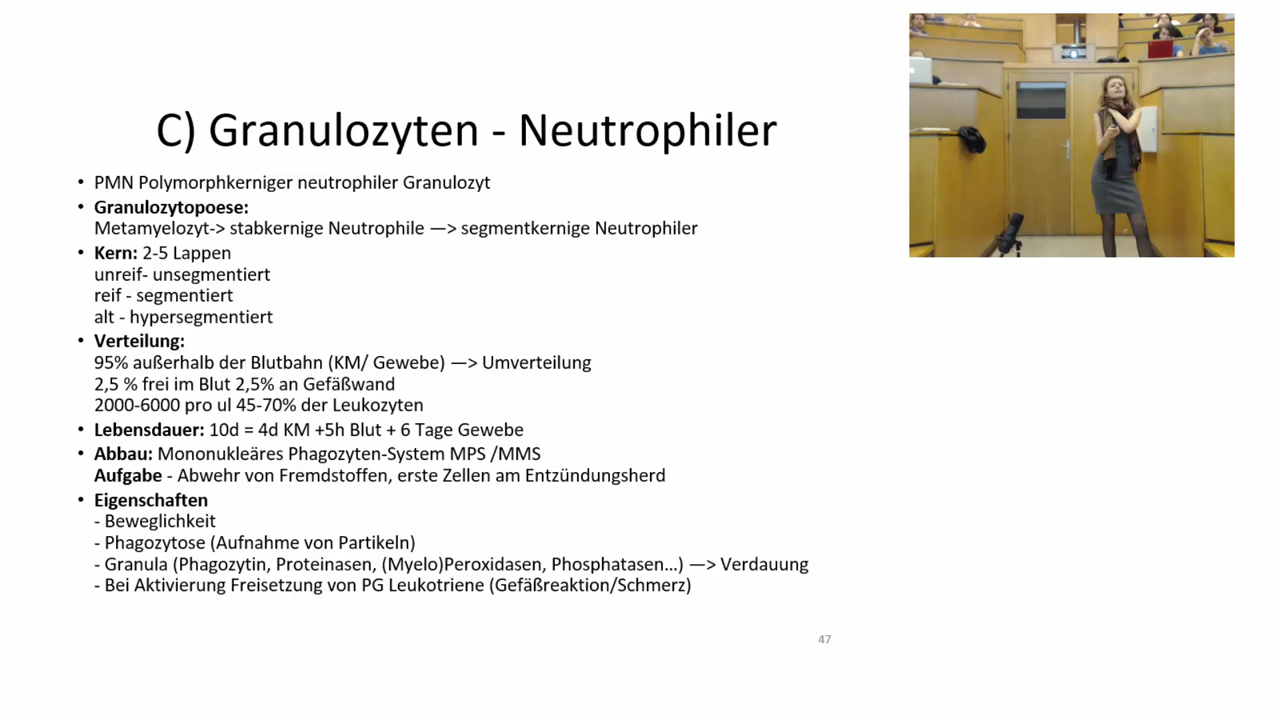 C) Granulozyten - Neutrophiler
• PMN Polymorphkerniger neutrophiler Granulozyt
• Granulozytopoese:
Metamyelozyt-> stabkernige Neutrophile —> segmentkernige Neutrophiler
• Kern: 2-5 Lappen
unreif- unsegmentiert
reif - segmentiert
alt - hypersegmentiert
• Verteilung:
95% außerhalb der Blutbahn (KM/ Gewebe) —> Umverteilung
2,5 % frei im Blut 2,5% an Gefäßwand
2000-6000 pro ul 45-70% der Leukozyten
• Lebensdauer: 10d = 4d KM +5h Blut + 6 Tage Gewebe
• Abbau: Mononukleäres Phagozyten-System MPS /MMS
Aufgabe - Abwehr von Fremdstoffen, erste Zellen am Entzündungsherd
• Eigenschaften
- Beweglichkeit
- Phagozytose (Aufnahme von Partikeln)
- Granula (Phagozytin, Proteinasen, (Myelo)Peroxidasen, Phosphatasen…) —> Verdauung
- Bei Aktivierung Freisetzung von PG Leukotriene (Gefäßreaktion/Schmerz)
47